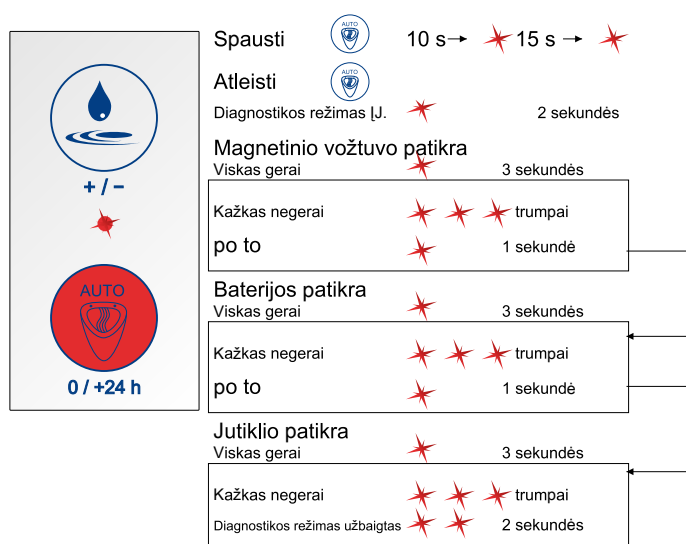 Spausti AUTO 10 s 15 s
Atleisti AUTO
Diagnostikos režimas ĮJ. 2 sekundės
Magnetinio vožtuvo patikra
Viskas gerai 3 sekundės
Kažkas negerai trumpai
po to 1 sekundė
Baterijos patikra
Viskas gerai 3 sekundės
Kažkas negerai trumpai
po to 1 sekundė
Jutiklio patikra
Viskas gerai 3 sekundės
Kažkas negerai trumpai
Diagnostikos režimas užbaigtas 2 sekundės
+ / −
AUTO
0 / +24 h